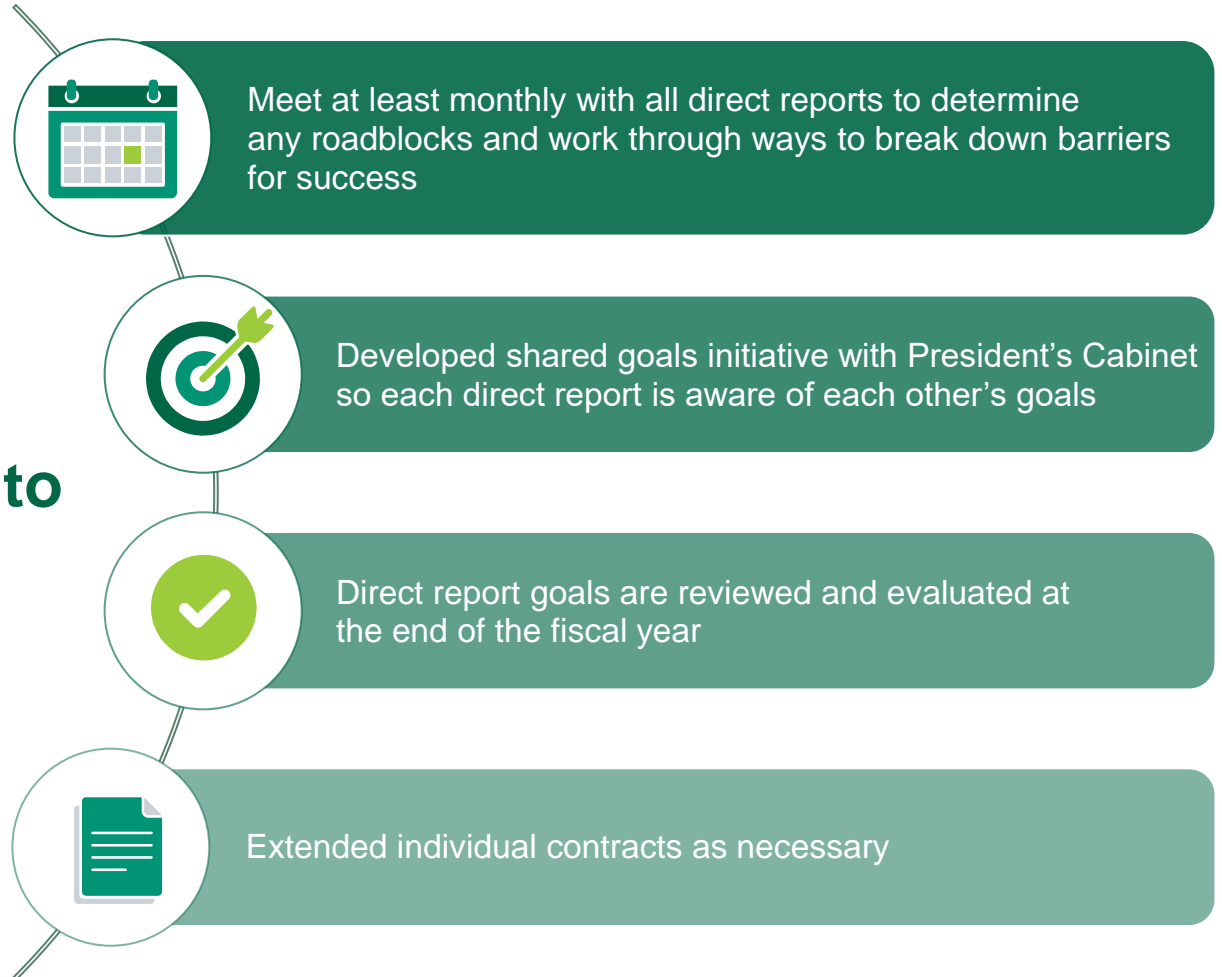 Meet at least monthly with all direct reports to determine
any roadblocks and work through ways to break down barriers
for success
Developed shared goals initiative with President’s Cabinet
so each direct report is aware of each other’s goals
to
Direct report goals are reviewed and evaluated at
the end of the fiscal year
Extended individual contracts as necessary